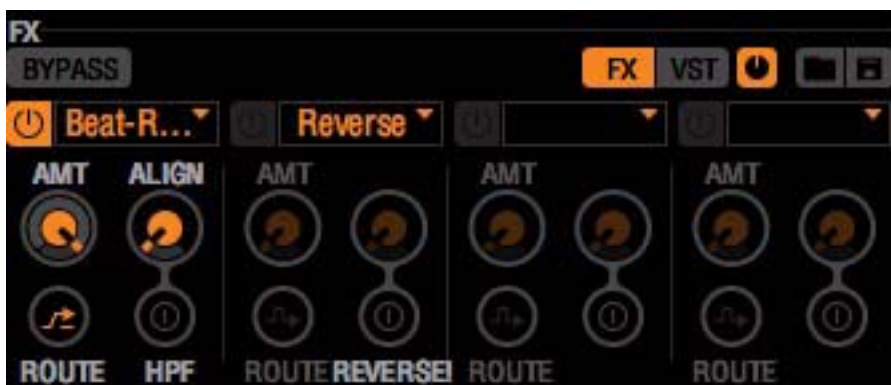 FX
BYPASS FX VST
Beat-R... Reverse
AMT ALIGN AMT AMT AMT
ROUTE HPF ROUTE REVERSE! ROUTE ROUTE